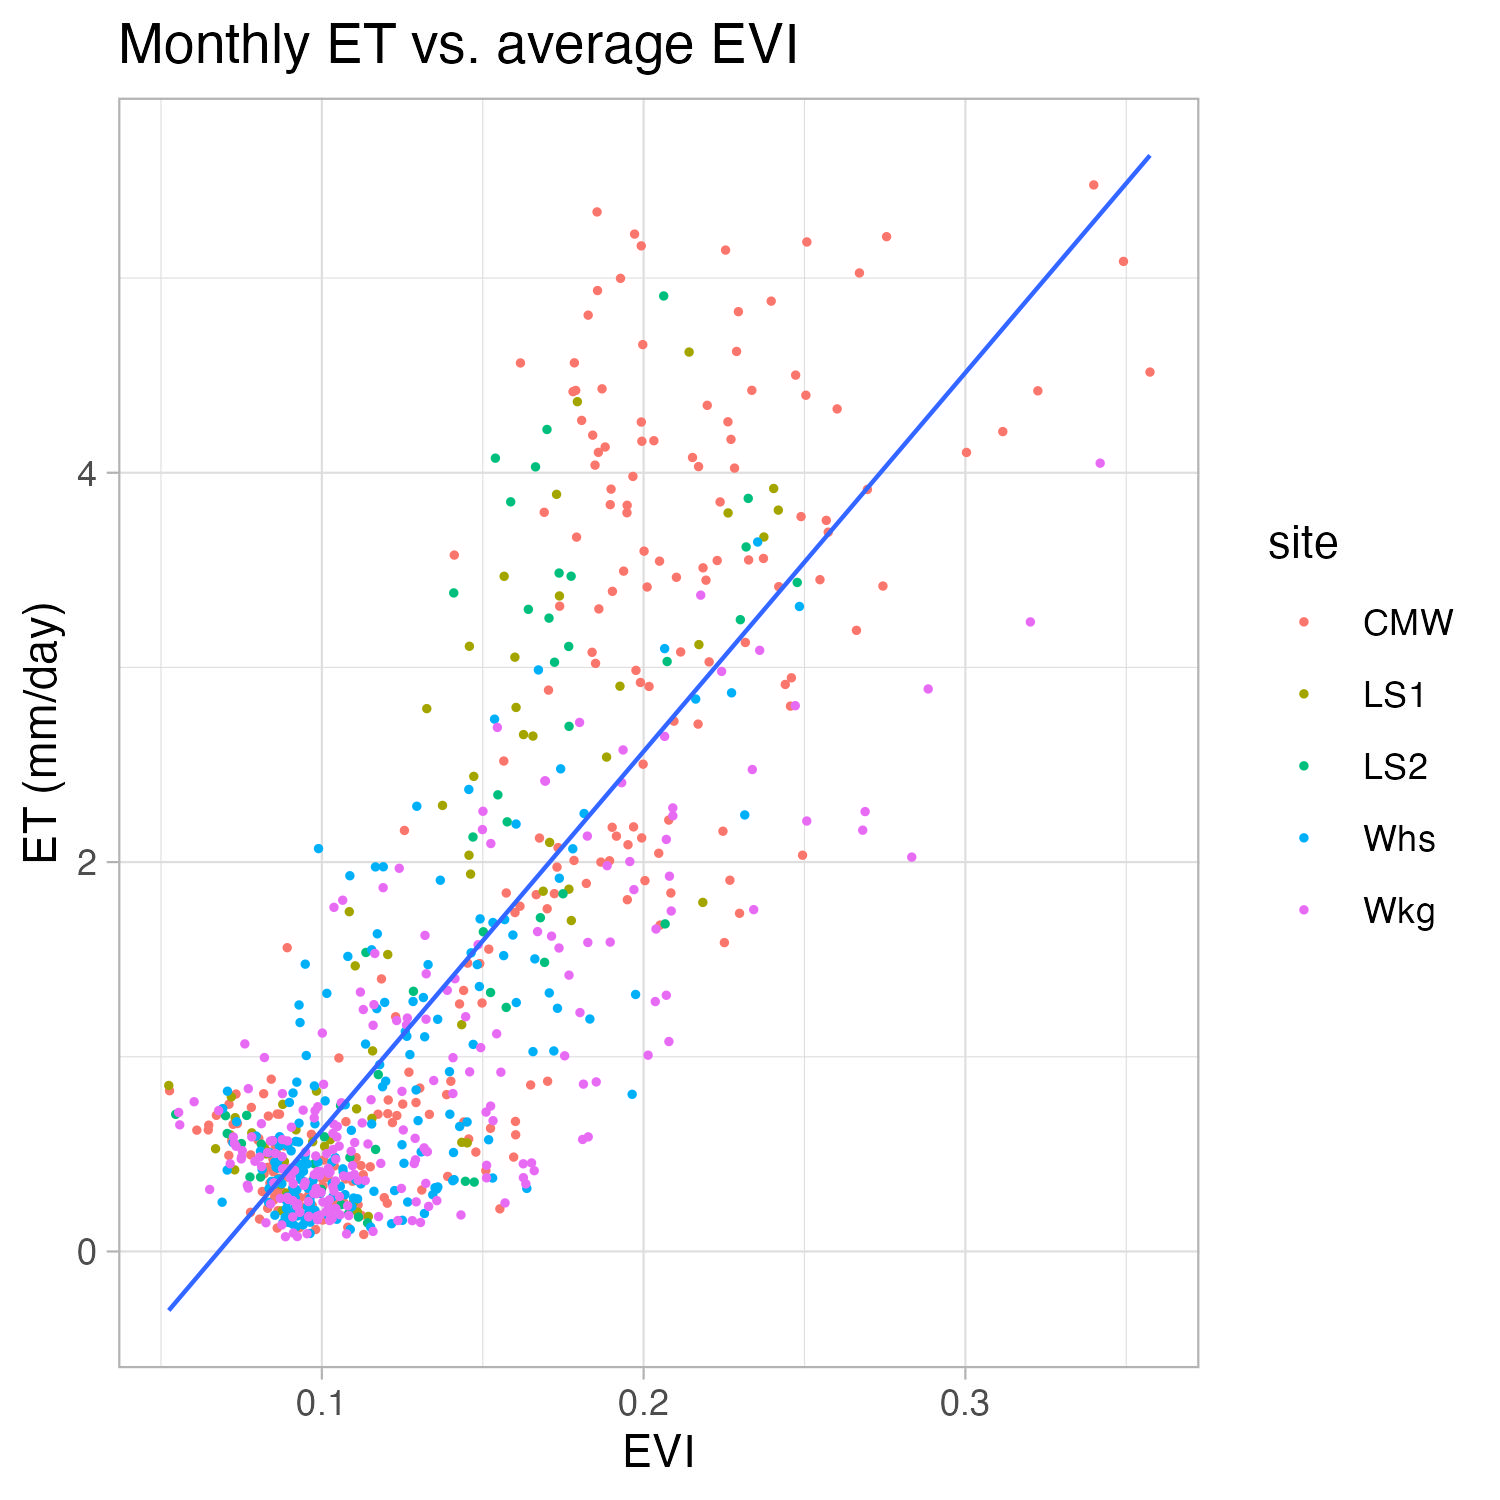 Monthly ET vs. average EVI
ET (mm/day)
4
2
0
0.1
0.2
0.3
EVI
site
CMW
LS1
LS2
Whs
Wkg